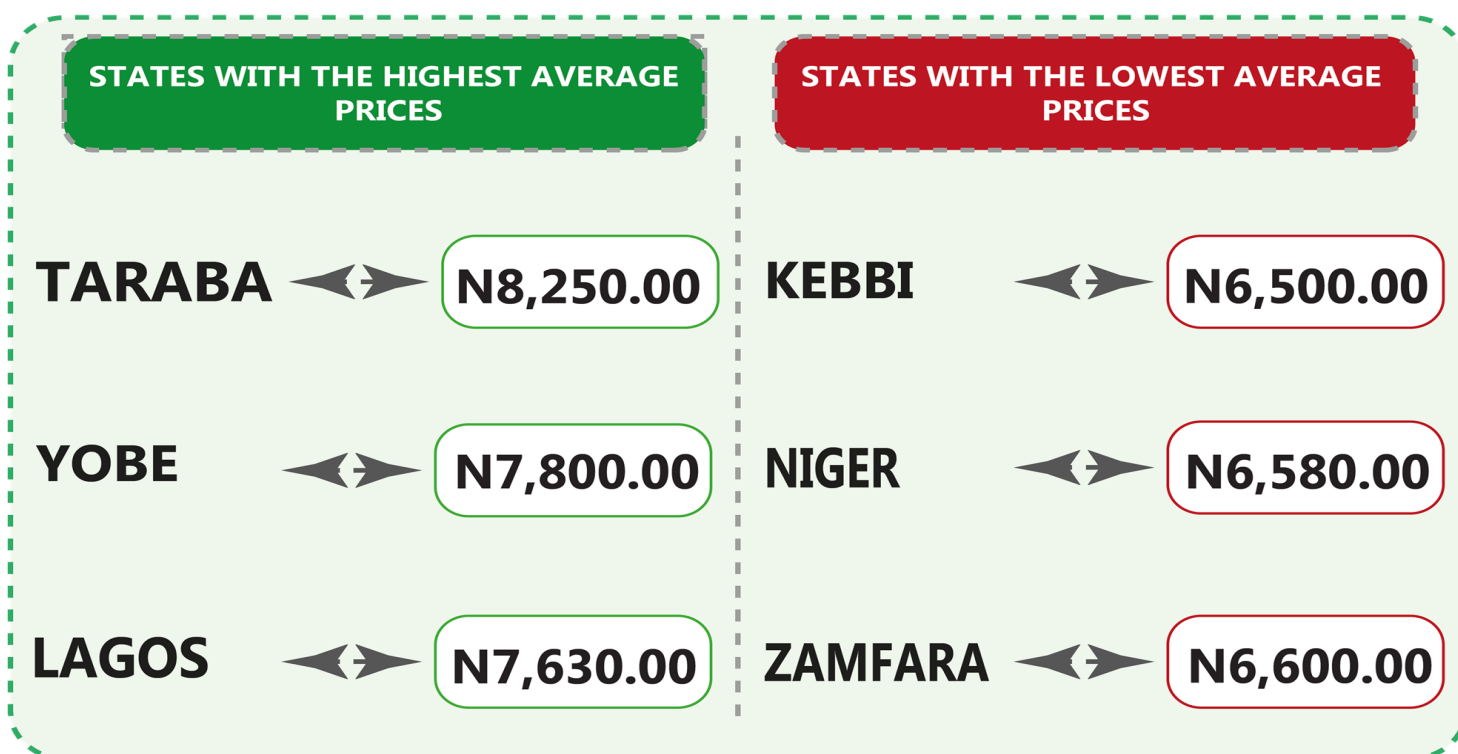 STATES WITH THE HIGHEST AVERAGE
PRICES
TARABA N8,250.00
YOBE N7,800.00
LAGOS N7,630.00
STATES WITH THE LOWEST AVERAGE
PRICES
KEBBI N6,500.00
NIGER N6,580.00
ZAMFARA N6,600.00